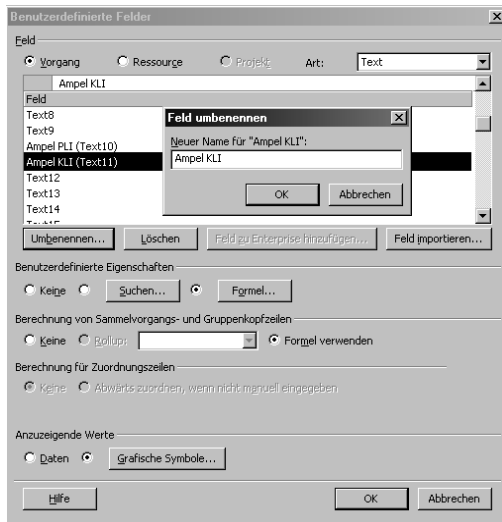 Benutzerdefinierte Felder
Feld
Vorgang Ressource Projekt Art: Text
Ampel KLI
Feld
Text8
Text9
Ampel PLI (Text10)
Ampel KLI (Text11)
Text12
Text13
Text14
Feld umbenennen
Neuer Name für "Ampel KLI":
Ampel KLI
OK Abbrechen
Umbenennen... Löschen Feld zu Enterprise hinzufügen... Feld importieren...
Benutzerdefinierte Eigenschaften
Keine Suchen... Formel...
Berechnung von Sammelvorgangs- und Gruppenkopfzeilen
Keine Rollup: Formel verwenden
Berechnung für Zuordnungszeilen
Keine Abwärts zuordnen, wenn nicht manuell eingegeben
Anzuzeigende Werte
Daten Grafische Symbole...
Hilfe OK Abbrechen